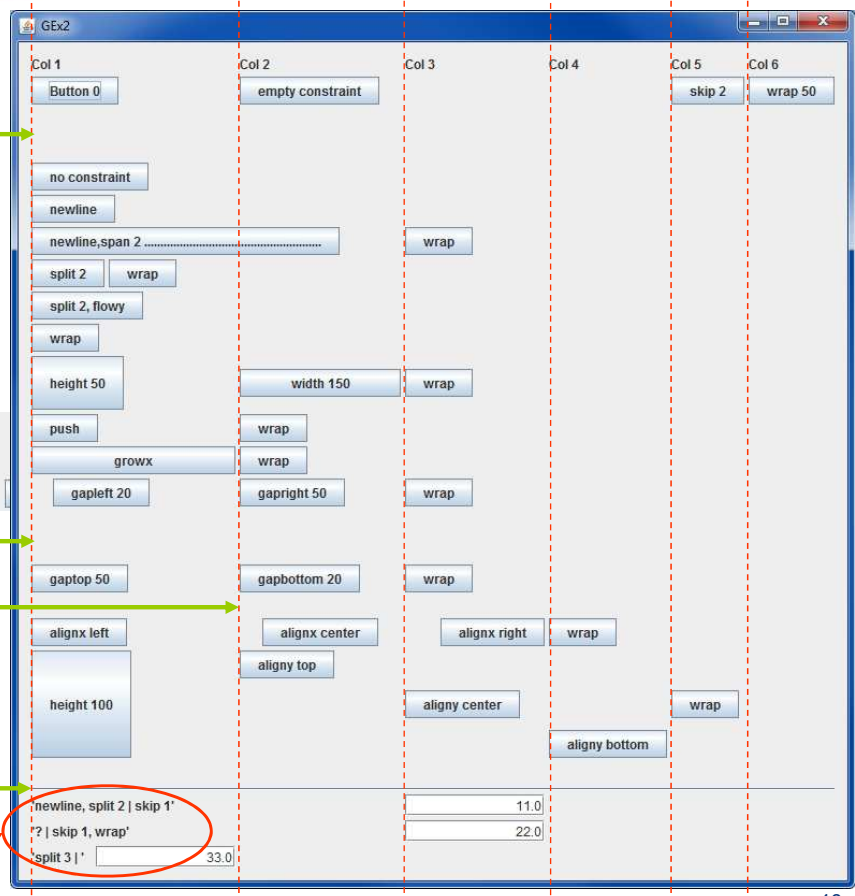 GEx2
Col 1 Col 2 Col 3 Col 4 Col 5 Col 6
Button 0 empty constraint skip 2 wrap 50
no constraint
newline
newline,span 2 ........................................................ wrap
split 2 wrap
split 2, flowy
wrap
height 50 width 150 wrap
push wrap
growx wrap
gapleft 20 gapright 50 wrap
gaptop 50 gapbottom 20 wrap
alignx left alignx center alignx right wrap
aligny top
height 100 aligny center wrap
aligny bottom
'newline, split 2 | skip 1' 11.0
'? | skip 1, wrap' 22.0
'split 3 | ' 33.0